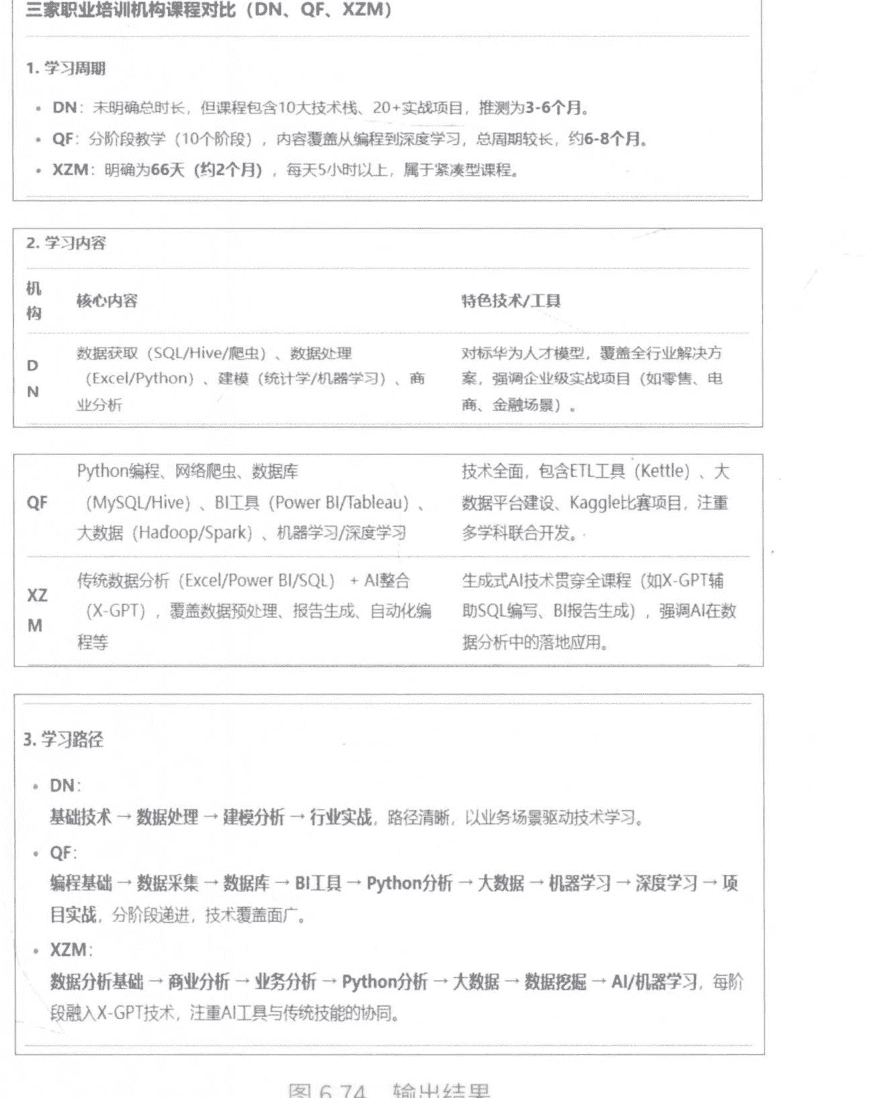 三家职业培训机构课程对比（DN、QF、XZM）
1. 学习周期
• DN：未明确总时长，但课程包含10大技术栈、20+实战项目，推测为3-6个月。
• QF：分阶段教学（10个阶段），内容覆盖从编程到深度学习，总周期较长，约6-8个月。
• XZM：明确为66天（约2个月），每天5小时以上，属于紧凑型课程。
2. 学习内容
机构 核心内容 特色技术/工具
DN
数据获取（SQL/Hive/爬虫）、数据处理
（Excel/Python）、建模（统计学/机器学习）、商
业分析
对标华为人才模型，覆盖全行业解决方
案，强调企业级实战项目（如零售、电
商、金融场景）。
QF
Python编程、网络爬虫、数据库
（MySQL/Hive）、BI工具（Power BI/Tableau）、
大数据（Hadoop/Spark）、机器学习/深度学习
技术全面，包含ETL工具（Kettle）、大
数据平台建设、Kaggle比赛项目，注重
多学科联合开发。
XZM
传统数据分析（Excel/Power BI/SQL）+ AI整合
（X-GPT），覆盖数据预处理、报告生成、自动化编
程等
生成式AI技术贯穿全课程（如X-GPT辅
助SQL编写、BI报告生成），强调AI在数
据分析中的落地应用。
3. 学习路径
• DN：
基础技术 → 数据处理 → 建模分析 → 行业实战，路径清晰，以业务场景驱动技术学习。
• QF：
编程基础 → 数据采集 → 数据库 → BI工具 → Python分析 → 大数据 → 机器学习 → 深度学习 → 项
目实战，分阶段递进，技术覆盖面广。
• XZM：
数据分析基础 → 商业分析 → 业务分析 → Python分析 → 大数据 → 数据挖掘 → AI/机器学习，每阶
段融入X-GPT技术，注重AI工具与传统技能的协同。
图 6.74 输出结果